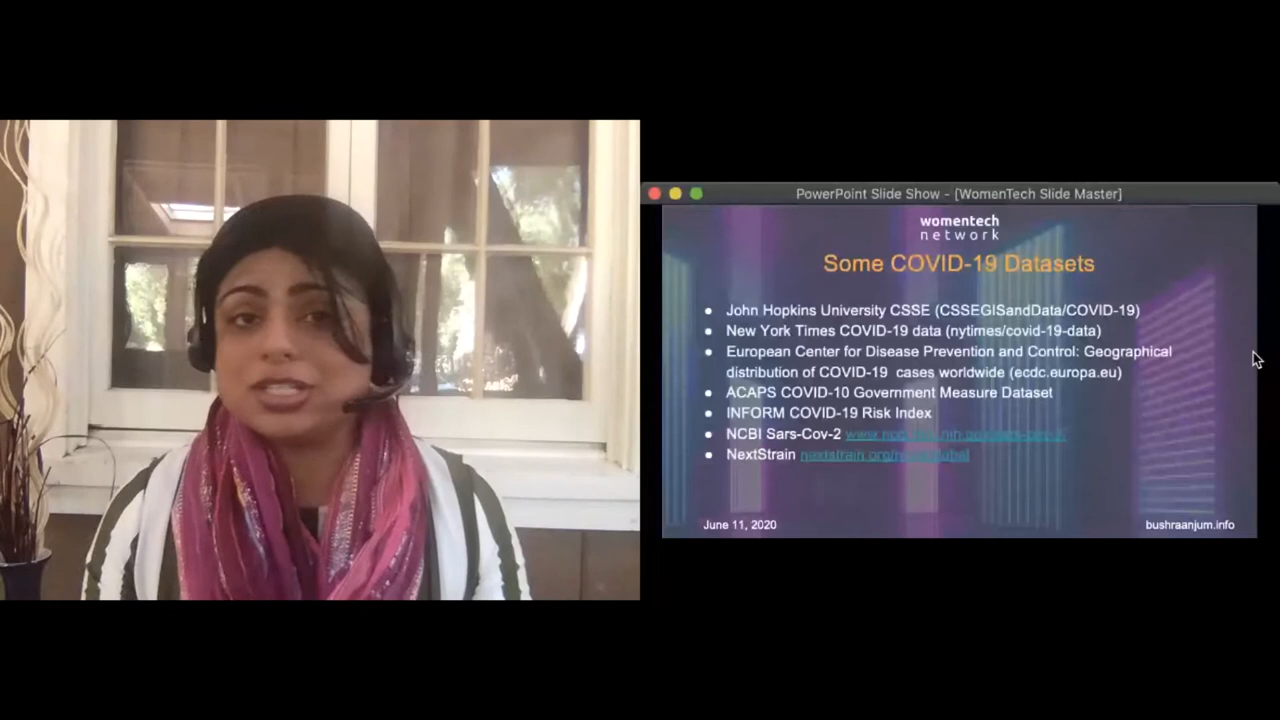 PowerPoint Slide Show - [WomenTech Slide Master]
womentech
network
Some COVID-19 Datasets
● John Hopkins University CSSE (CSSEGISandData/COVID-19)
● New York Times COVID-19 data (nytimes/covid-19-data)
● European Center for Disease Prevention and Control: Geographical
distribution of COVID-19 cases worldwide (ecdc.europa.eu)
● ACAPS COVID-10 Government Measure Dataset
● INFORM COVID-19 Risk Index
● NCBI Sars-Cov-2
● NextStrain
June 11, 2020
bushraanjum.info